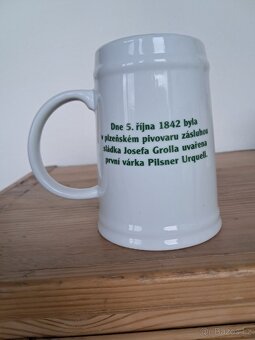 Dne 5. října 1842 byla
v plzeňském pivovaru zásluhou
sládka Josefa Grolla uvařena
první várka Pilsner Urquell.